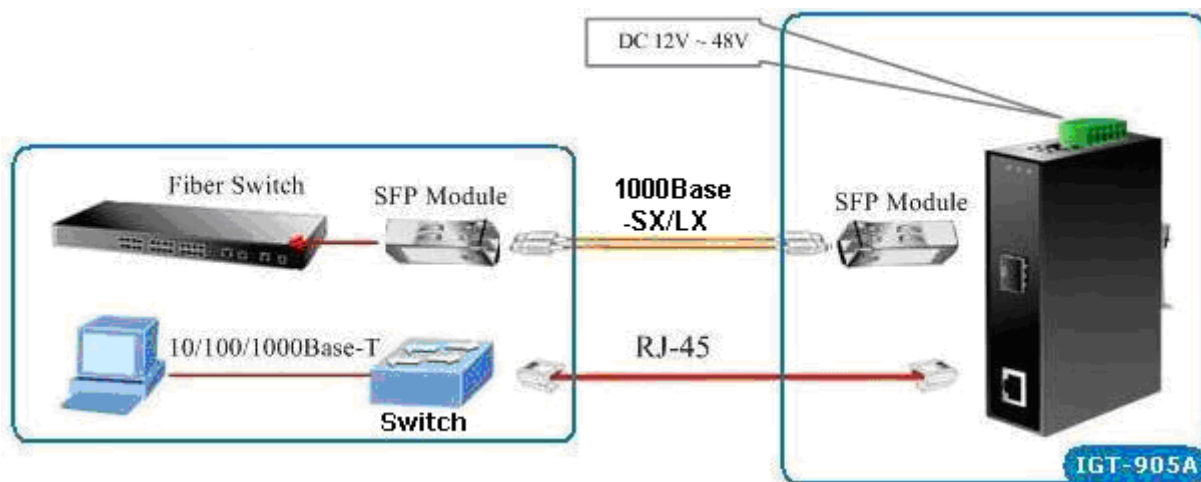 DC 12V ~ 48V
Fiber Switch
SFP Module
1000Base
-SX/LX
SFP Module
10/100/1000Base-T
RJ-45
Switch
IGT-905A